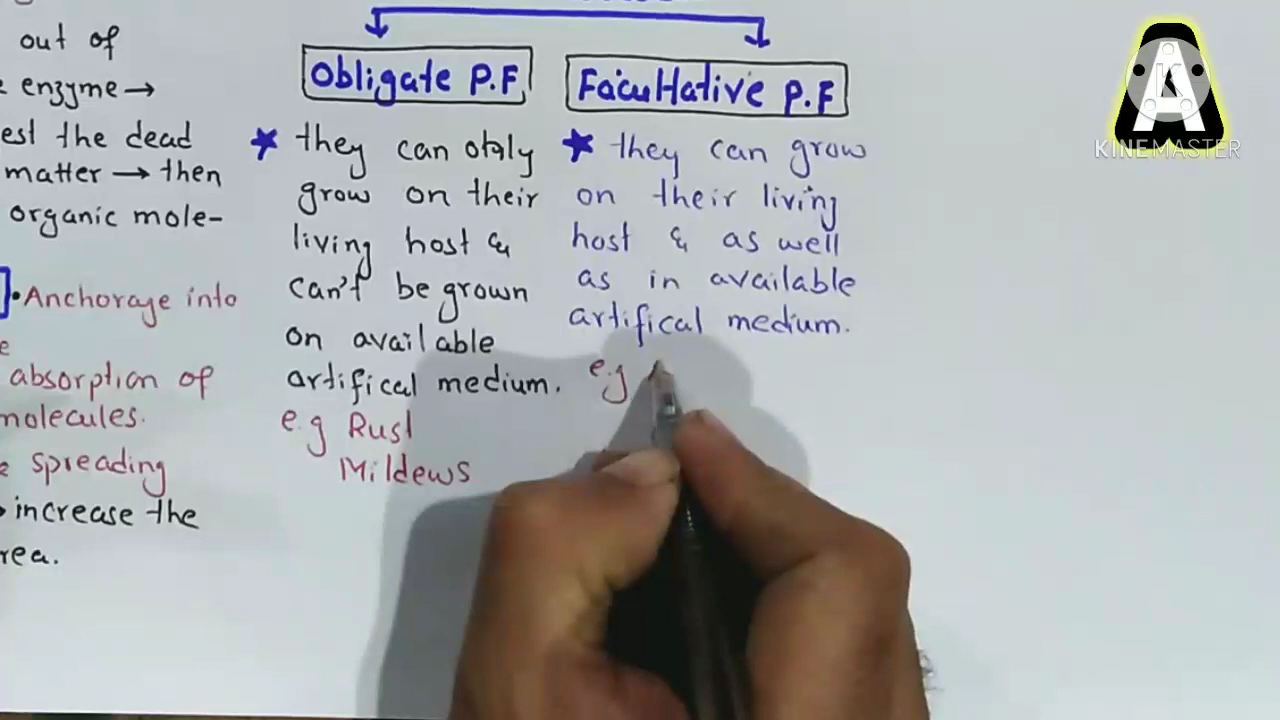 out of
enzyme →
est the dead
matter → then
organic mole-
• Anchorage into
absorption of
molecules.
spreading
increase the
rea.
Obligate P.F
★ they can only
grow on their
living host &
can't be grown
on available
artifical medium.
e.g Rust
Mildews
Facultative P.F
★ they can grow
on their living
host & as well
as in available
artifical medium.
e.g
A
K
KINEMASTER